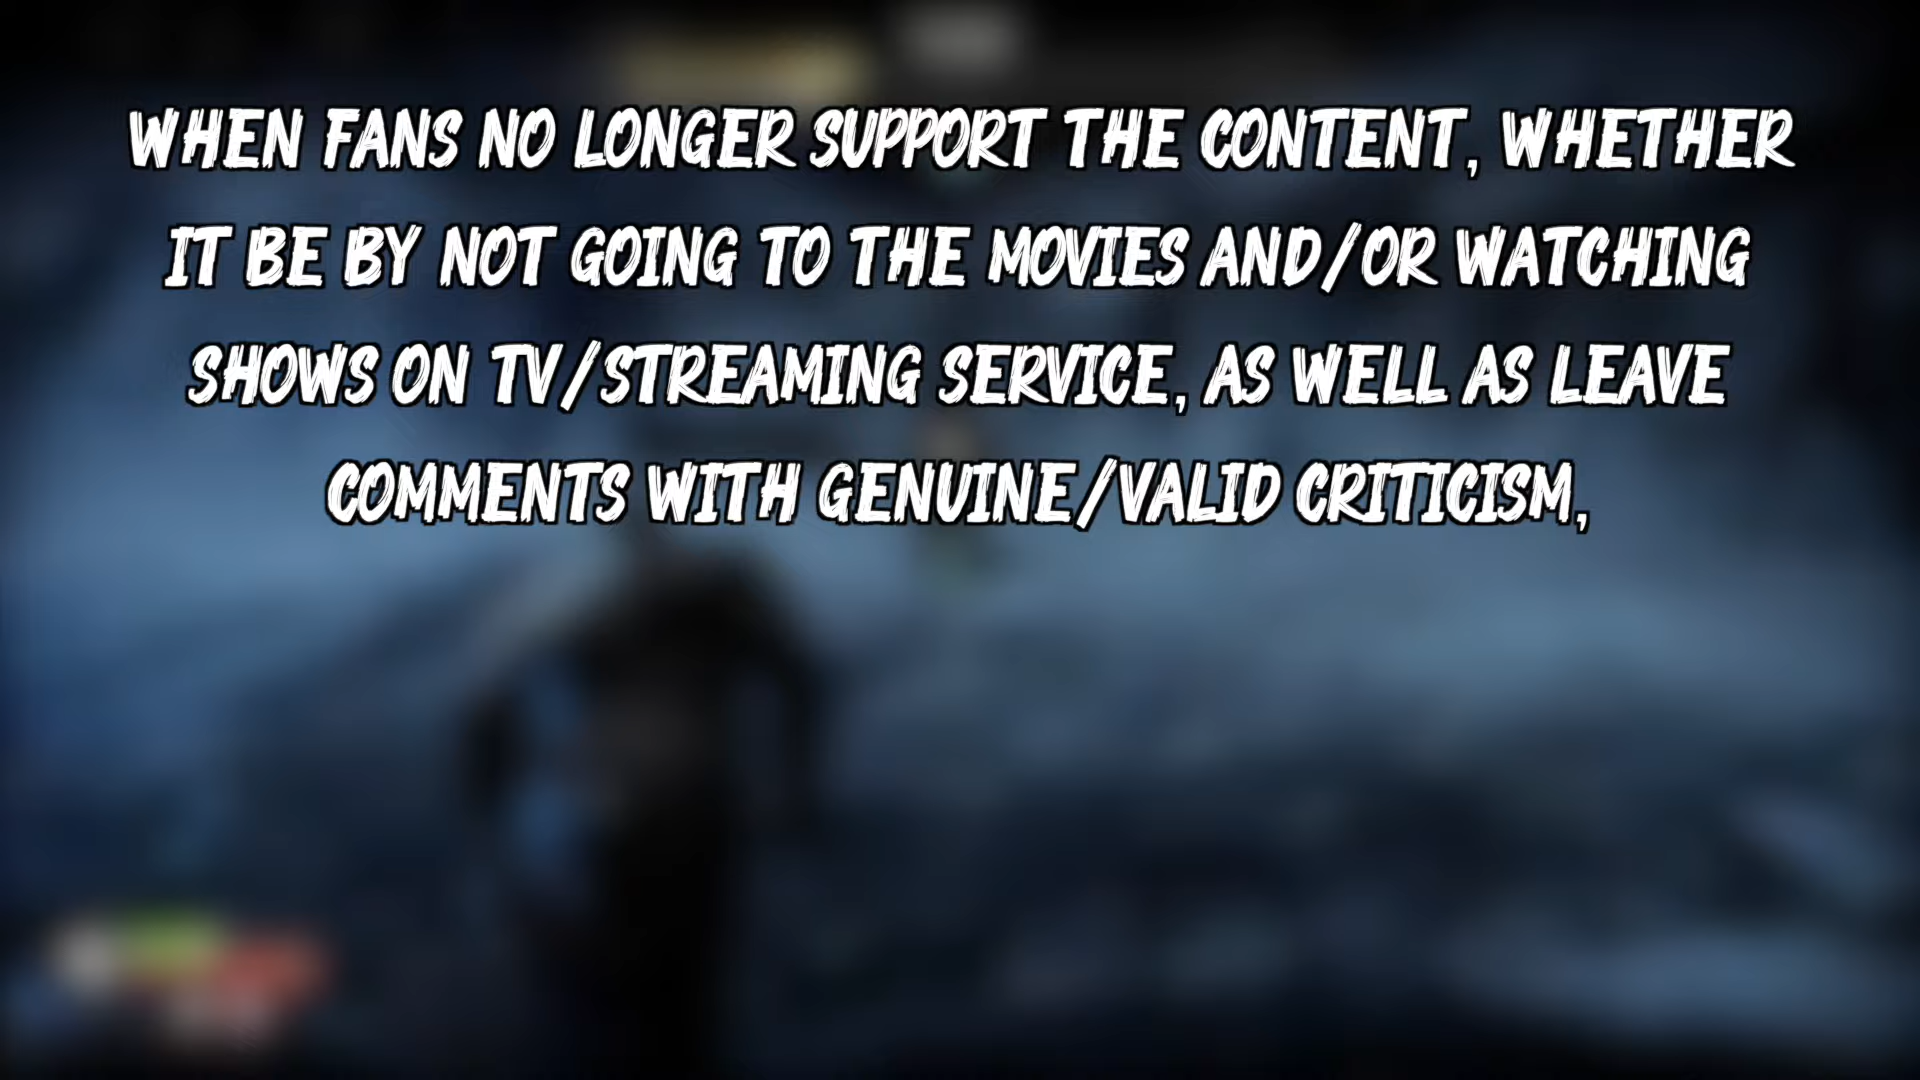 WHEN FANS NO LONGER SUPPORT THE CONTENT, WHETHER
IT BE BY NOT GOING TO THE MOVIES AND/OR WATCHING
SHOWS ON TV/STREAMING SERVICE, AS WELL AS LEAVE
COMMENTS WITH GENUINE/VALID CRITICISM,